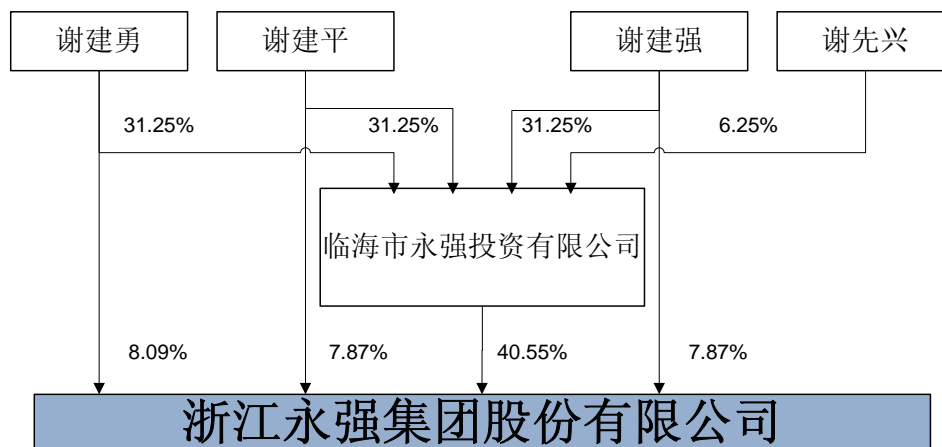 谢建勇
谢建平
谢建强
谢先兴
31.25%
31.25%
31.25%
6.25%
临海市永强投资有限公司
8.09%
7.87%
40.55%
7.87%
浙江永强集团股份有限公司